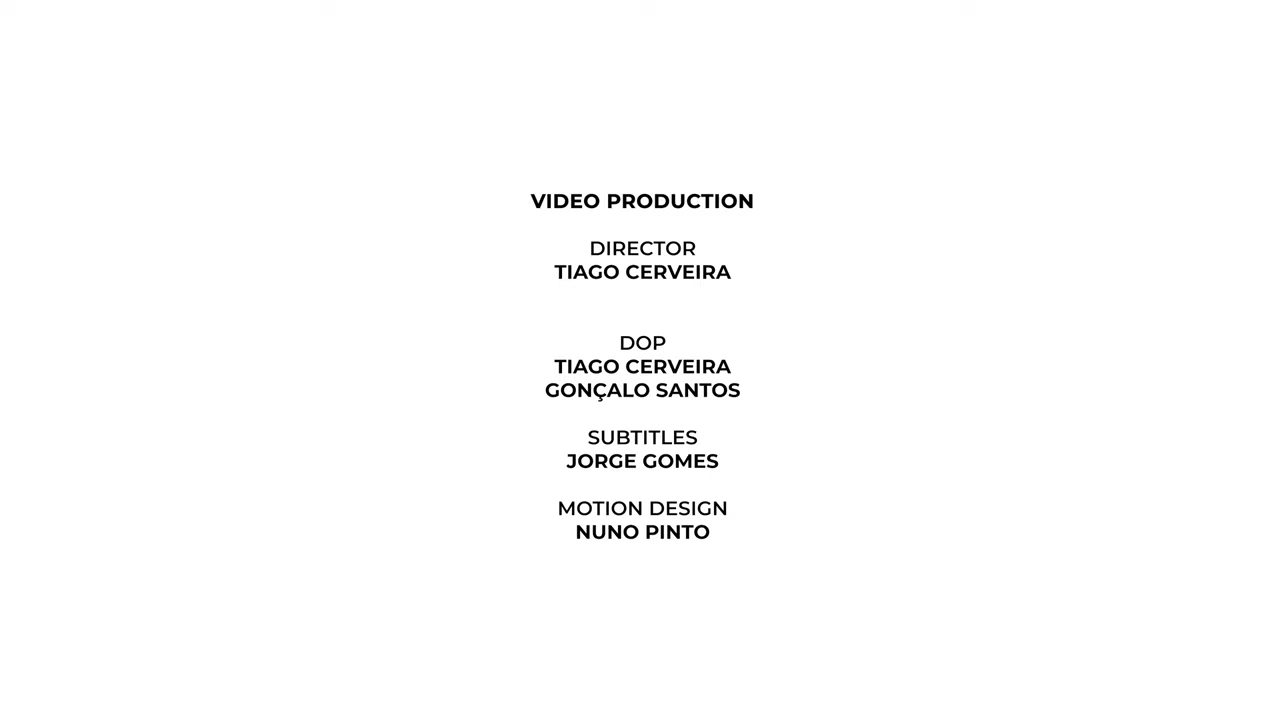 VIDEO PRODUCTION
DIRECTOR
TIAGO CERVEIRA
DOP
TIAGO CERVEIRA
GONÇALO SANTOS
SUBTITLES
JORGE GOMES
MOTION DESIGN
NUNO PINTO